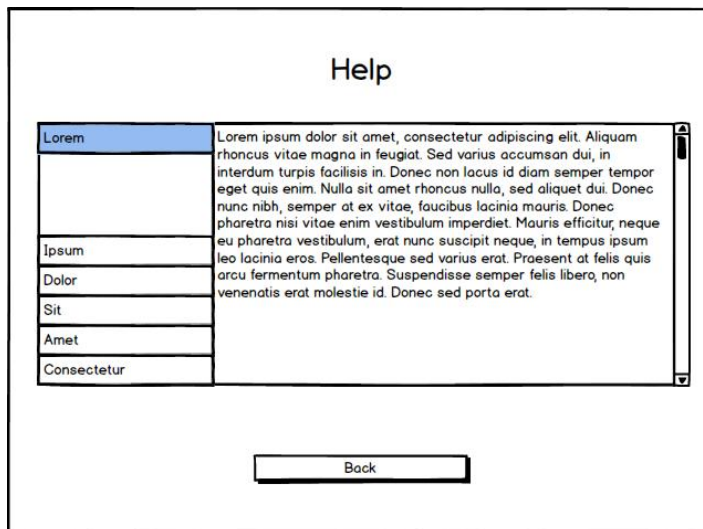 Help
Lorem
Ipsum
Dolor
Sit
Amet
Consectetur
Lorem ipsum dolor sit amet, consectetur adipiscing elit. Aliquam
rhoncus vitae magna in feugiat. Sed varius accumsan dui, in
interdum turpis facilisis in. Donec non lacus id diam semper tempor
eget quis enim. Nulla sit amet rhoncus nulla, sed aliquet dui. Donec
nunc nibh, semper at ex vitae, faucibus lacinia mauris. Donec
pharetra nisi vitae enim vestibulum imperdiet. Mauris efficitur, neque
eu pharetra vestibulum, erat nunc suscipit neque, in tempus ipsum
leo lacinia eros. Pellentesque sed varius erat. Praesent at felis quis
arcu fermentum pharetra. Suspendisse semper felis libero, non
venenatis erat molestie id. Donec sed porta erat.
Back